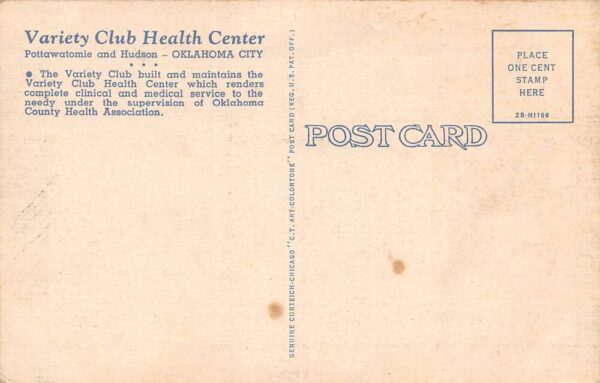 Variety Club Health Center
Pottawatomie and Hudson — OKLAHOMA CITY
• • •
● The Variety Club built and maintains the
Variety Club Health Center which renders
complete clinical and medical service to the
needy under the supervision of Oklahoma
County Health Association.
GENUINE CURTEICH-CHICAGO "C.T. ART-COLORTONE" POST CARD (REG. U.S. PAT. OFF.)
POST CARD
PLACE
ONE CENT
STAMP
HERE
2B-H1166